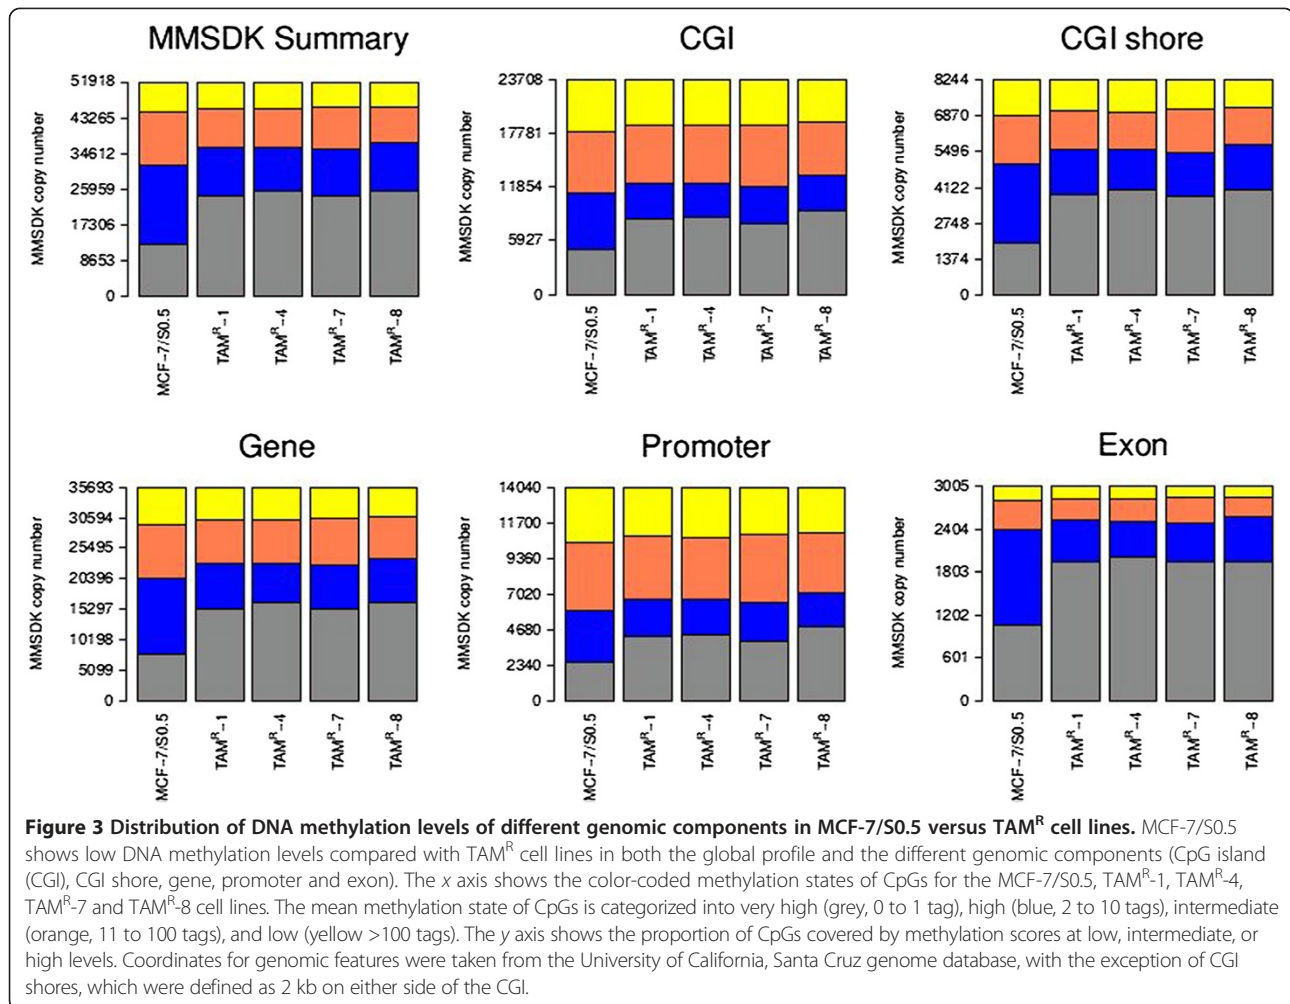 MMSDK Summary
MMSDK copy number
51918
43265
34612
25959
17306
8653
0
MCF-7/S0.5
TAMᴿ-1
TAMᴿ-4
TAMᴿ-7
TAMᴿ-8
CGI
MMSDK copy number
23708
17781
11854
5927
0
MCF-7/S0.5
TAMᴿ-1
TAMᴿ-4
TAMᴿ-7
TAMᴿ-8
CGI shore
MMSDK copy number
8244
6870
5496
4122
2748
1374
0
MCF-7/S0.5
TAMᴿ-1
TAMᴿ-4
TAMᴿ-7
TAMᴿ-8
Gene
MMSDK copy number
35693
30594
25495
20396
15297
10198
5099
0
MCF-7/S0.5
TAMᴿ-1
TAMᴿ-4
TAMᴿ-7
TAMᴿ-8
Promoter
MMSDK copy number
14040
11700
9360
7020
4680
2340
0
MCF-7/S0.5
TAMᴿ-1
TAMᴿ-4
TAMᴿ-7
TAMᴿ-8
Exon
MMSDK copy number
3005
2404
1803
1202
601
0
MCF-7/S0.5
TAMᴿ-1
TAMᴿ-4
TAMᴿ-7
TAMᴿ-8
Figure 3 Distribution of DNA methylation levels of different genomic components in MCF-7/S0.5 versus TAMᴿ cell lines. MCF-7/S0.5
shows low DNA methylation levels compared with TAMᴿ cell lines in both the global profile and the different genomic components (CpG island
(CGI), CGI shore, gene, promoter and exon). The x axis shows the color-coded methylation states of CpGs for the MCF-7/S0.5, TAMᴿ-1, TAMᴿ-4,
TAMᴿ-7 and TAMᴿ-8 cell lines. The mean methylation state of CpGs is categorized into very high (grey, 0 to 1 tag), high (blue, 2 to 10 tags), intermediate
(orange, 11 to 100 tags), and low (yellow >100 tags). The y axis shows the proportion of CpGs covered by methylation scores at low, intermediate, or
high levels. Coordinates for genomic features were taken from the University of California, Santa Cruz genome database, with the exception of CGI
shores, which were defined as 2 kb on either side of the CGI.